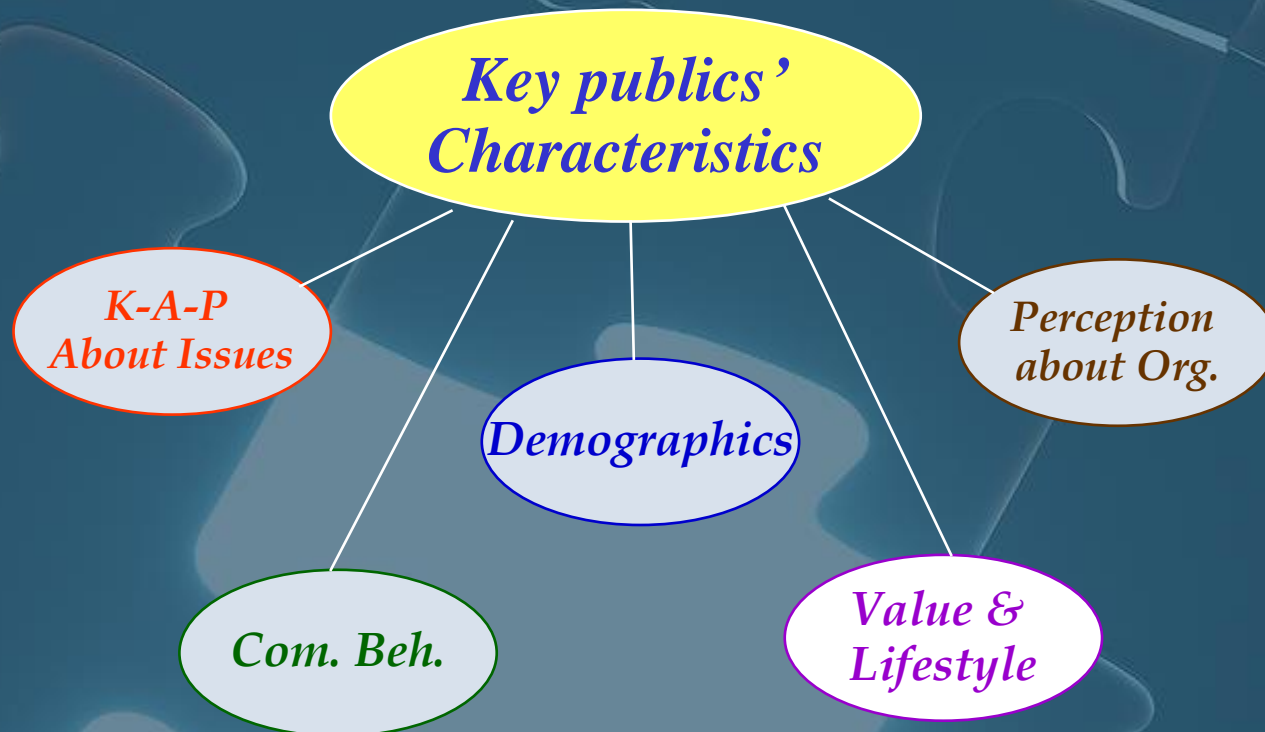 Key publics’
Characteristics
K-A-P
About Issues
Perception
about Org.
Demographics
Com. Beh.
Value &
Lifestyle